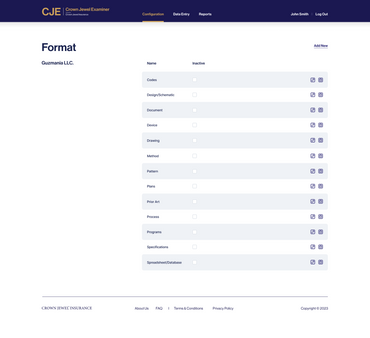 CJE Crown Jewel Examiner
Configuration Data Entry Reports John Smith Log Out
Format Add New
Guzmania LLC. Name Inactive
Codes
Design/Schematic
Document
Device
Drawing
Method
Pattern
Plans
Prior Art
Process
Programs
Specifications
Spreadsheet/Database
CROWN JEWEL INSURANCE About Us FAQ | Terms & Conditions Privacy Policy Copyright © 2023